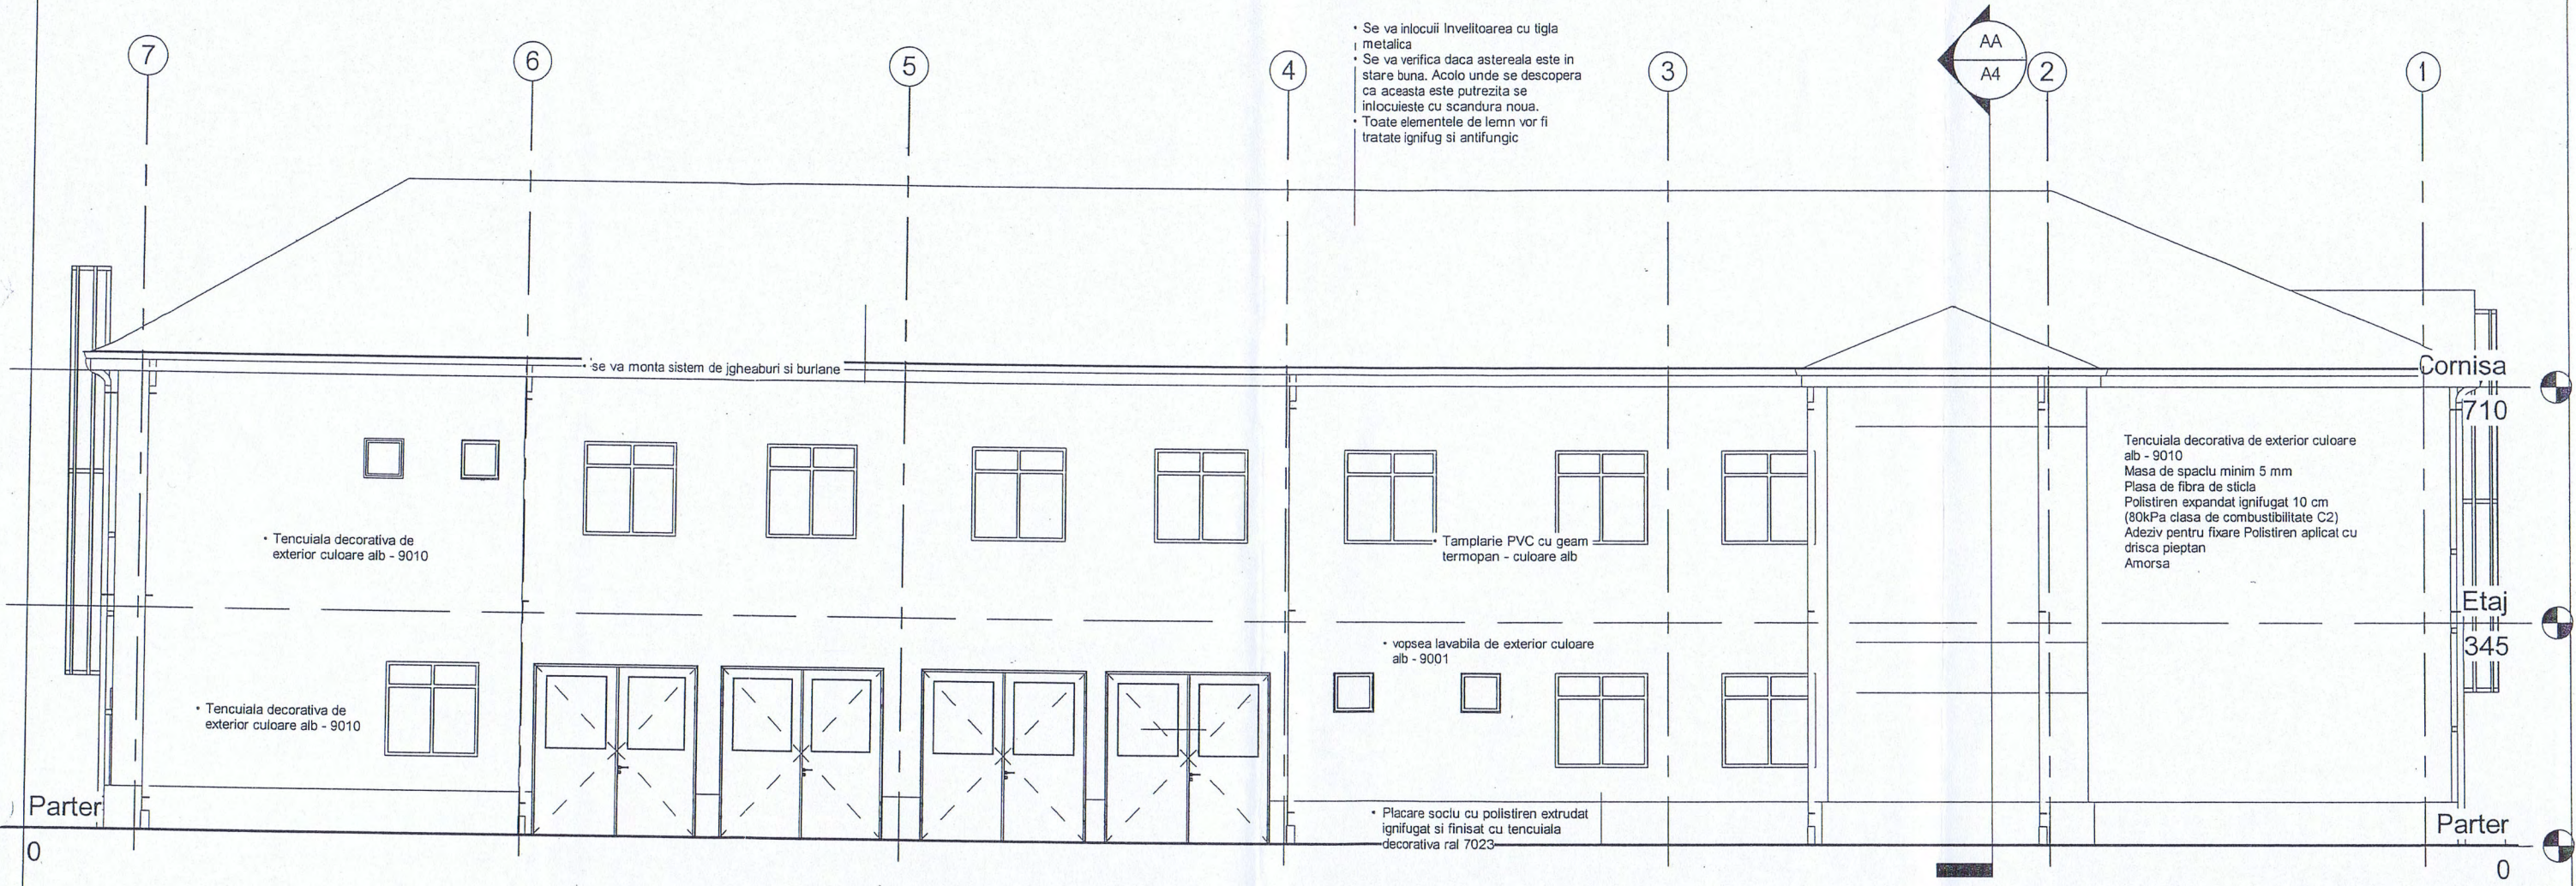 7
6
5
4
3
AA
A4
2
1
• Se va inlocuii Invelitoarea cu tigla
metalica
• Se va verifica daca astereala este in
stare buna. Acolo unde se descopera
ca aceasta este putrezita se
inlocuieste cu scandura noua.
• Toate elementele de lemn vor fi
tratate ignifug si antifungic
• se va monta sistem de jgheaburi si burlane
Cornisa
710
Tencuiala decorativa de exterior culoare
alb - 9010
Masa de spaclu minim 5 mm
Plasa de fibra de sticla
Polistiren expandat ignifugat 10 cm
(80kPa clasa de combustibilitate C2)
Adeziv pentru fixare Polistiren aplicat cu
drisca pieptan
Amorsa
• Tencuiala decorativa de
exterior culoare alb - 9010
• Tamplarie PVC cu geam
termopan - culoare alb
Etaj
345
• vopsea lavabila de exterior culoare
alb - 9001
• Tencuiala decorativa de
exterior culoare alb - 9010
Parter
0
• Placare soclu cu polistiren extrudat
ignifugat si finisat cu tencuiala
decorativa ral 7023
Parter
0